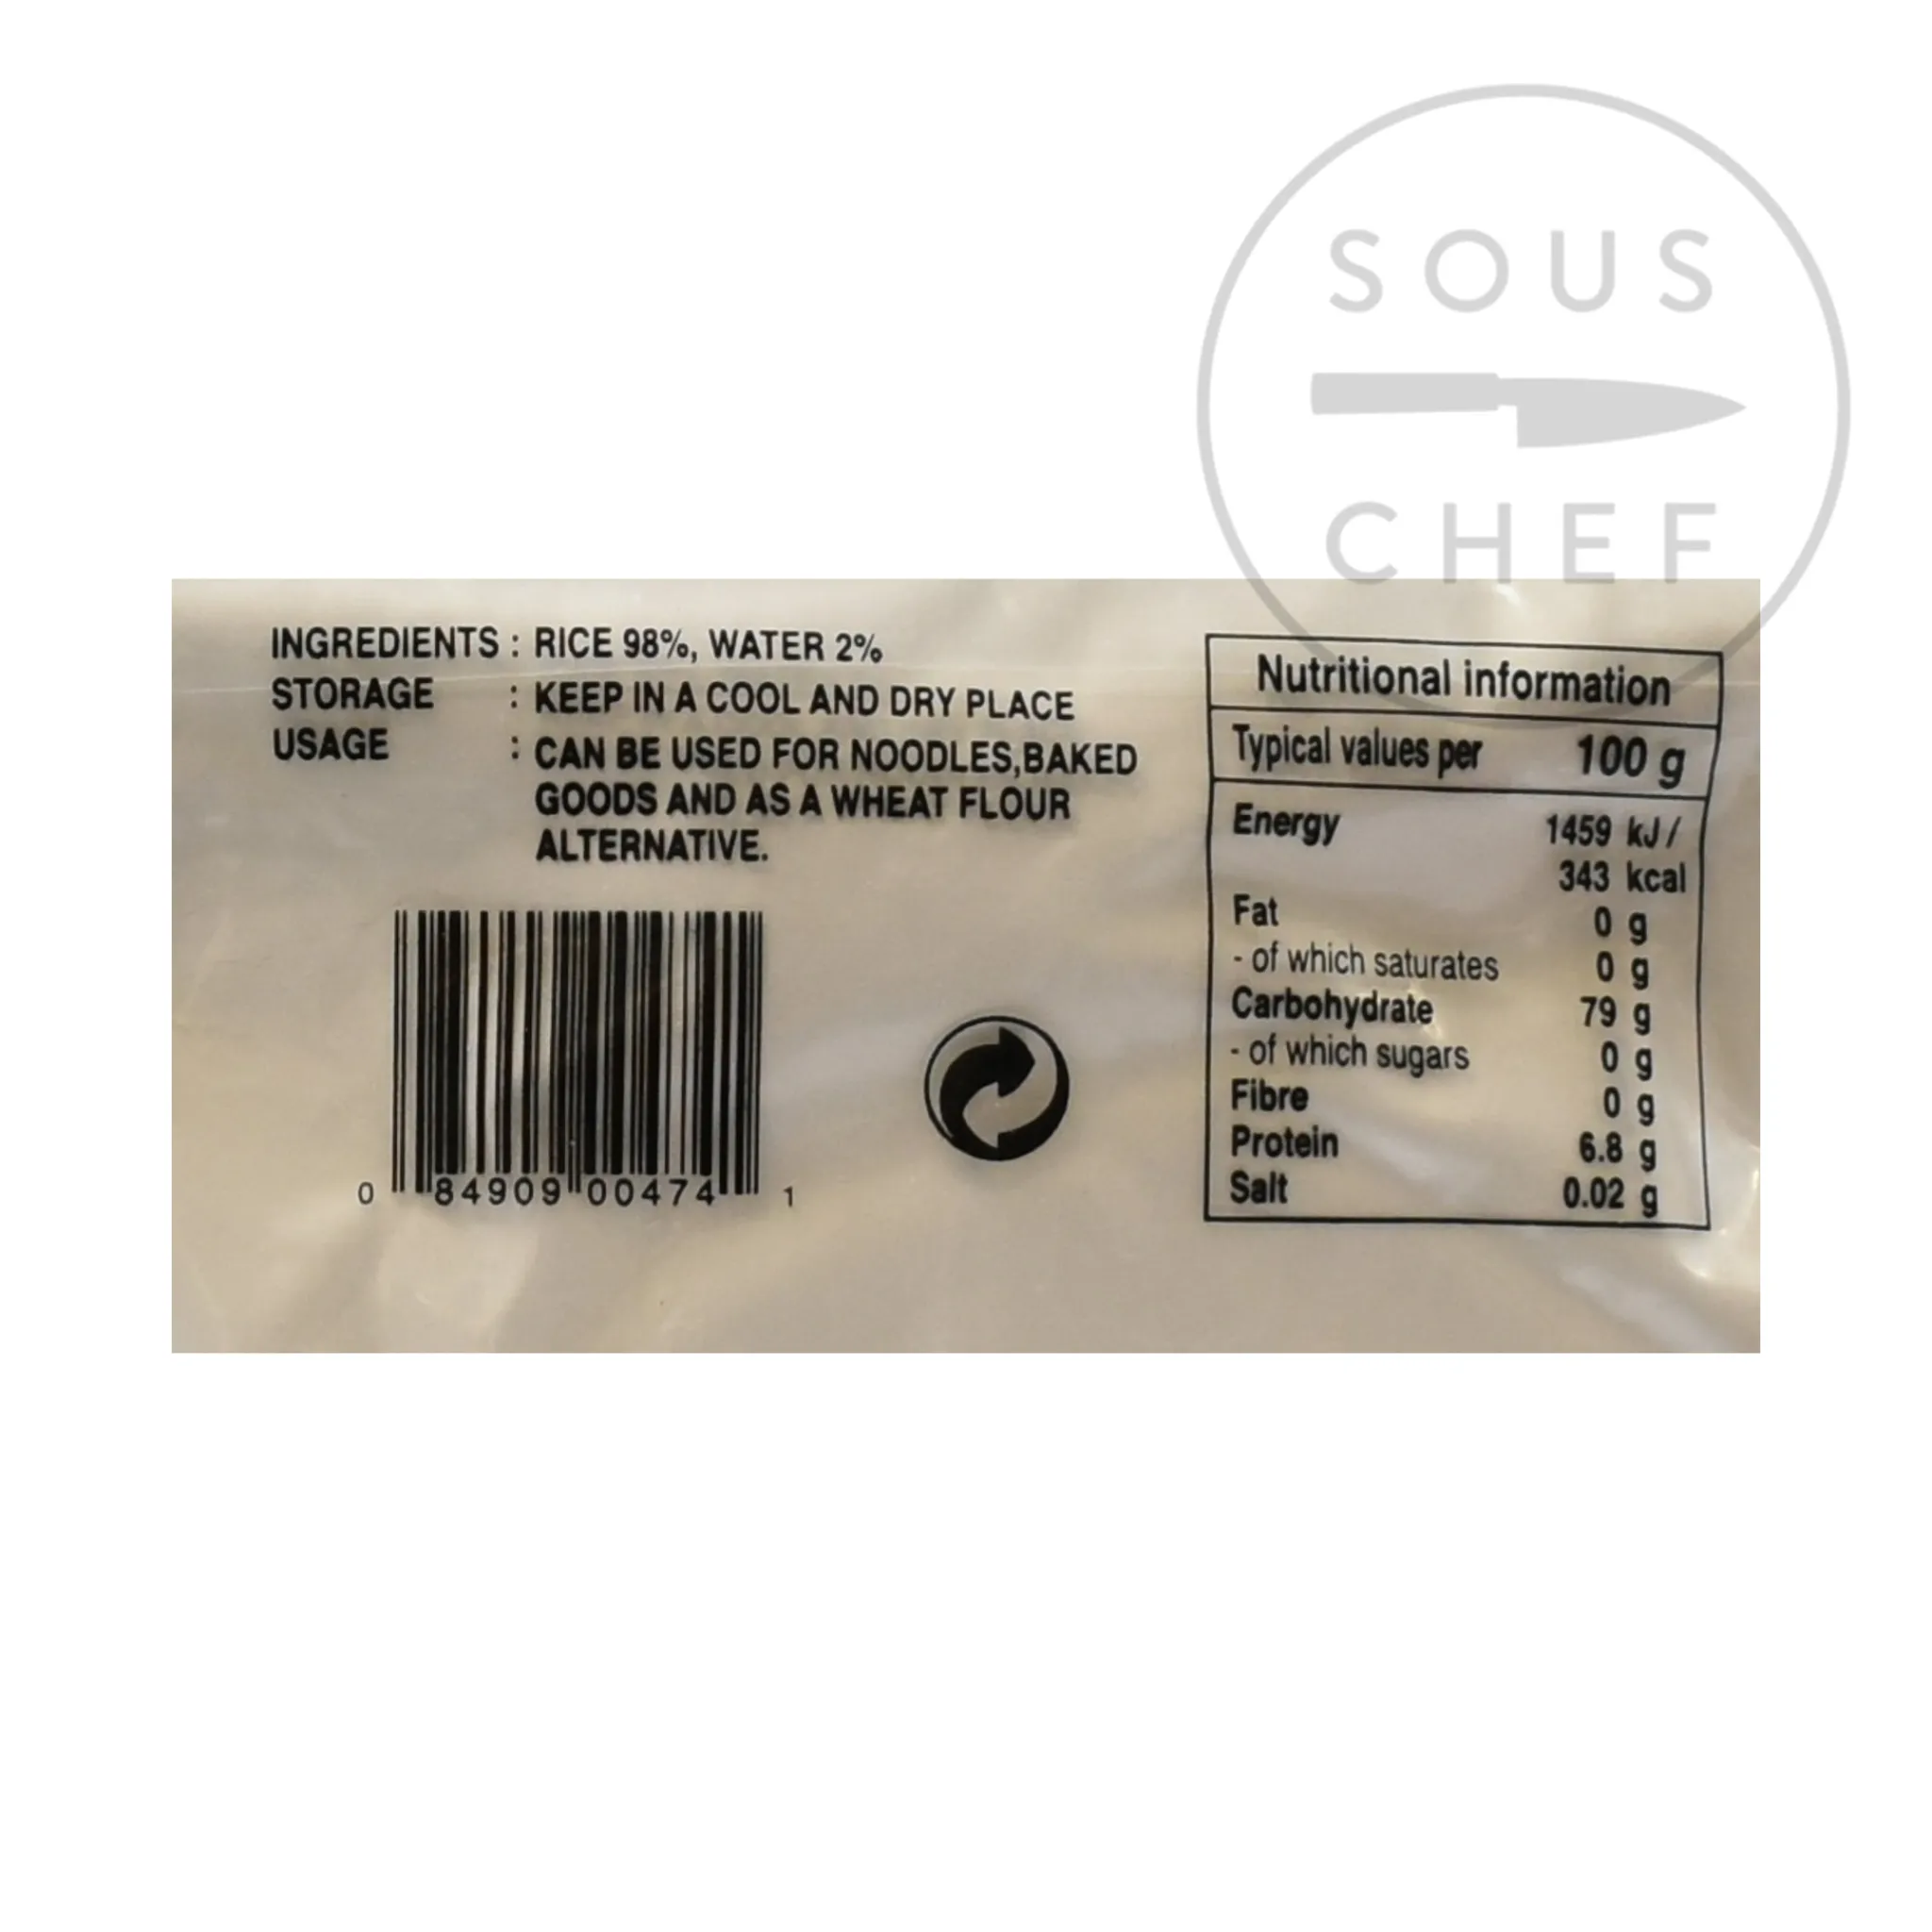 SOUS
CHEF
INGREDIENTS : RICE 98%, WATER 2%
STORAGE : KEEP IN A COOL AND DRY PLACE
USAGE : CAN BE USED FOR NOODLES,BAKED
GOODS AND AS A WHEAT FLOUR
ALTERNATIVE.
0 84909 00474 1
Nutritional information
Typical values per 100 g
Energy 1459 kJ /
343 kcal
Fat 0 g
- of which saturates 0 g
Carbohydrate 79 g
- of which sugars 0 g
Fibre 0 g
Protein 6.8 g
Salt 0.02 g